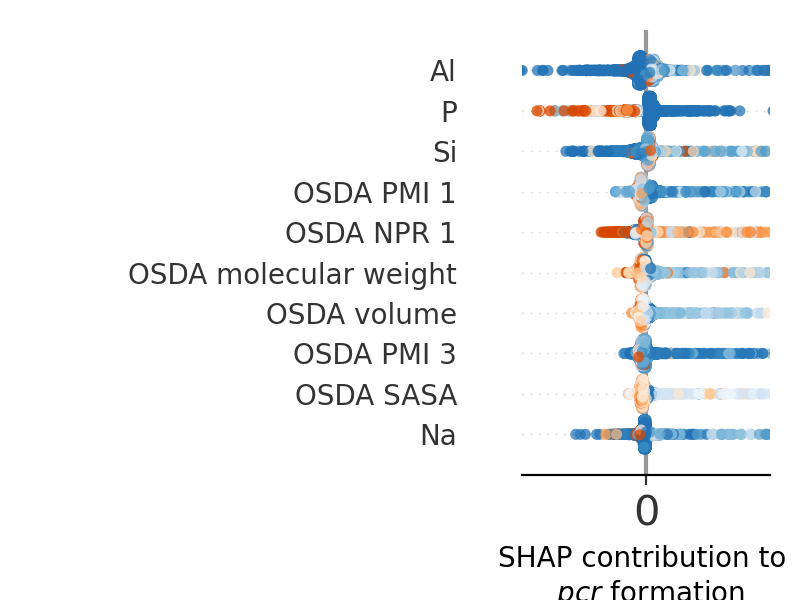 Al
P
Si
OSDA PMI 1
OSDA NPR 1
OSDA molecular weight
OSDA volume
OSDA PMI 3
OSDA SASA
Na
0
SHAP contribution to
pcr formation